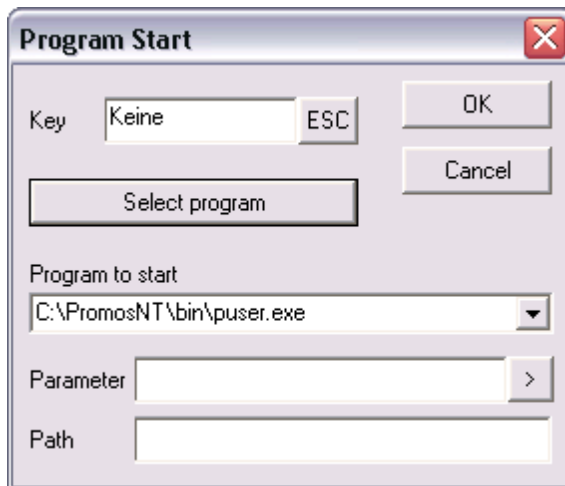 Program Start
Key Keine ESC OK
Cancel
Select program
Program to start
C:\PromosNT\bin\puser.exe
Parameter >
Path